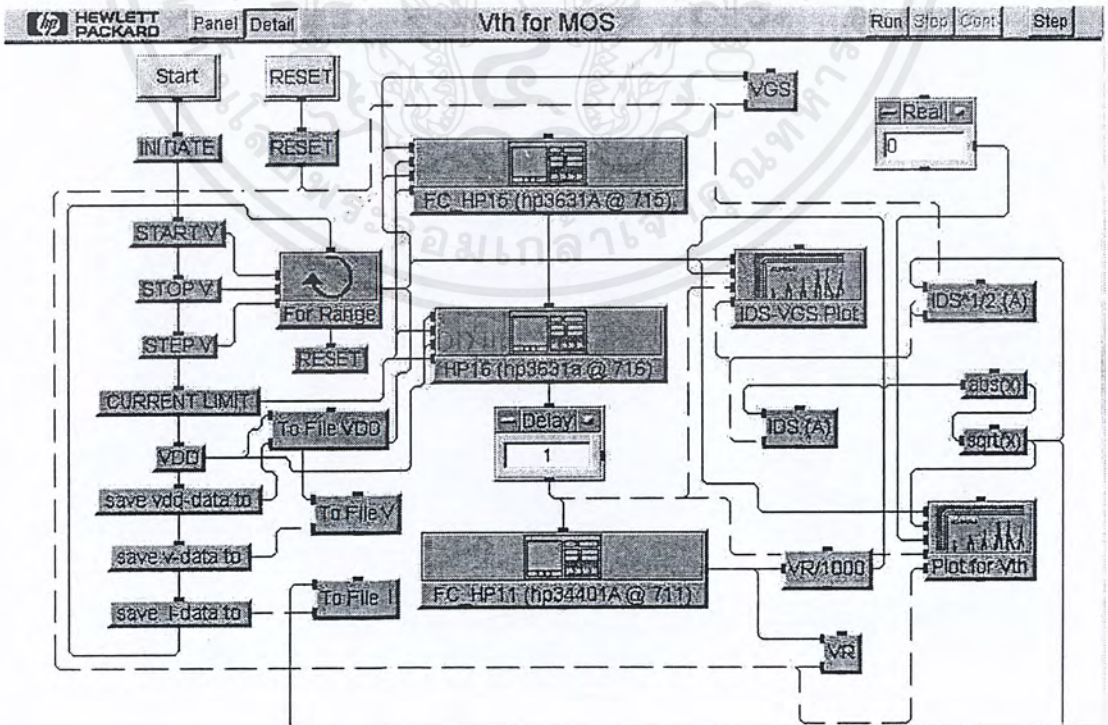 hp HEWLETT PACKARD Panel Detail Vth for MOS Run Stop Cont Step
Start
RESET
VGS
Real
0
INITIATE
RESET
FC_HP15 (hp3631A @ 715)
START V
STOP V
STEP V
For Range
RESET
IDS-VGS Plot
IDS^1/2 (A)
HP16 (hp3631a @ 716)
CURRENT LIMIT
To File VDD
Delay
1
IDS (A)
abs(x)
sqrt(x)
VDD
save vdd-data to
To File V
save v-data to
FC_HP11 (hp34401A @ 711)
VR/1000
Plot for Vth
save I-data to
To File I
VR